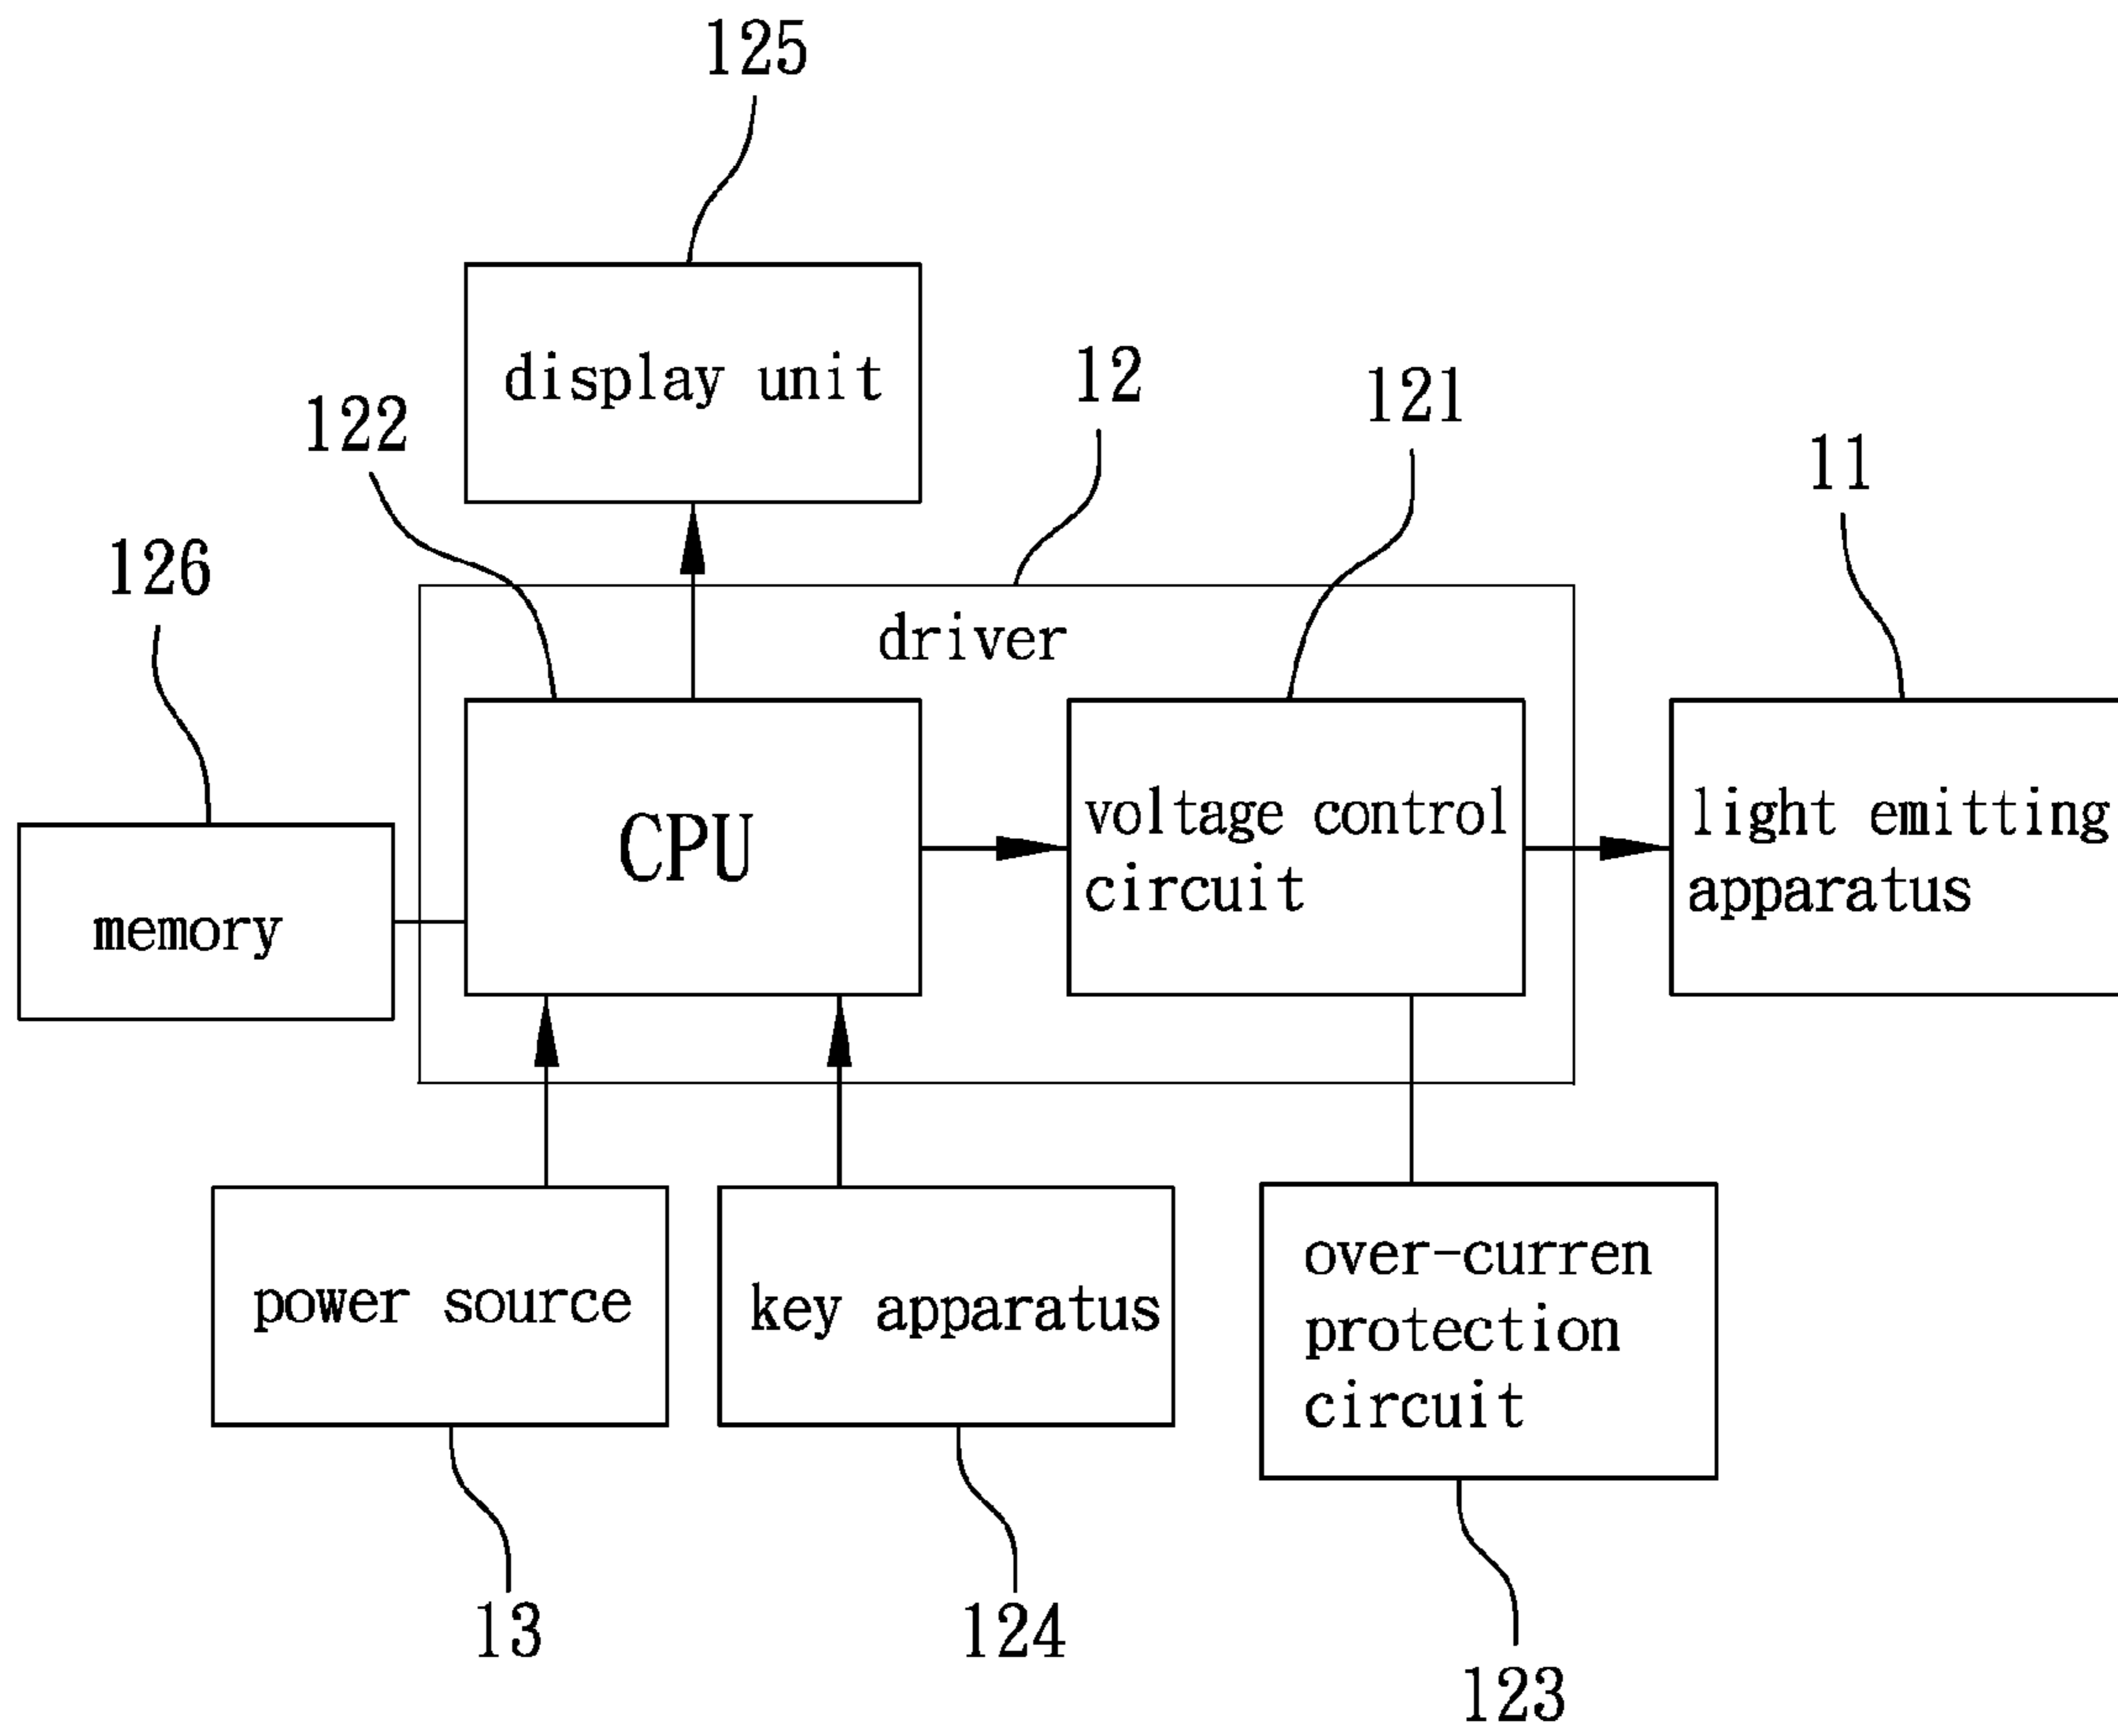 125
display unit
12
121
122
11
126
driver
CPU
voltage control
circuit
light emitting
apparatus
memory
power source
key apparatus
over-curren
protection
circuit
13
124
123